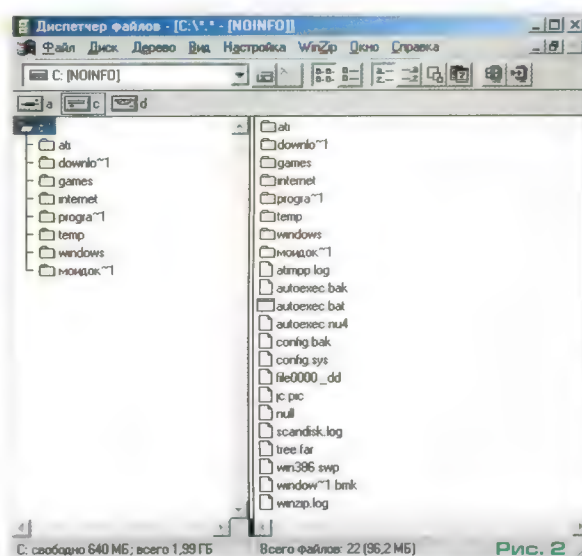 Диспетчер файлов - [C:\*.* - [NOINFO]]
Файл Диск Дерево Вид Настройка WinZip Окно Справка
C: [NOINFO]
a c d
c:\
ati
downlo~1
games
internet
progra~1
temp
windows
моидок~1
ati
downlo~1
games
internet
progra~1
temp
windows
моидок~1
atimpp.log
autoexec.bak
autoexec.bat
autoexec.nu4
config.bak
config.sys
file0000._dd
jc.pic
null
scandisk.log
tree.far
win386.swp
window~1.bmk
winzip.log
C: свободно 640 МБ; всего 1,99 ГБ
Всего файлов: 22 (96,2 МБ)
Рис. 2